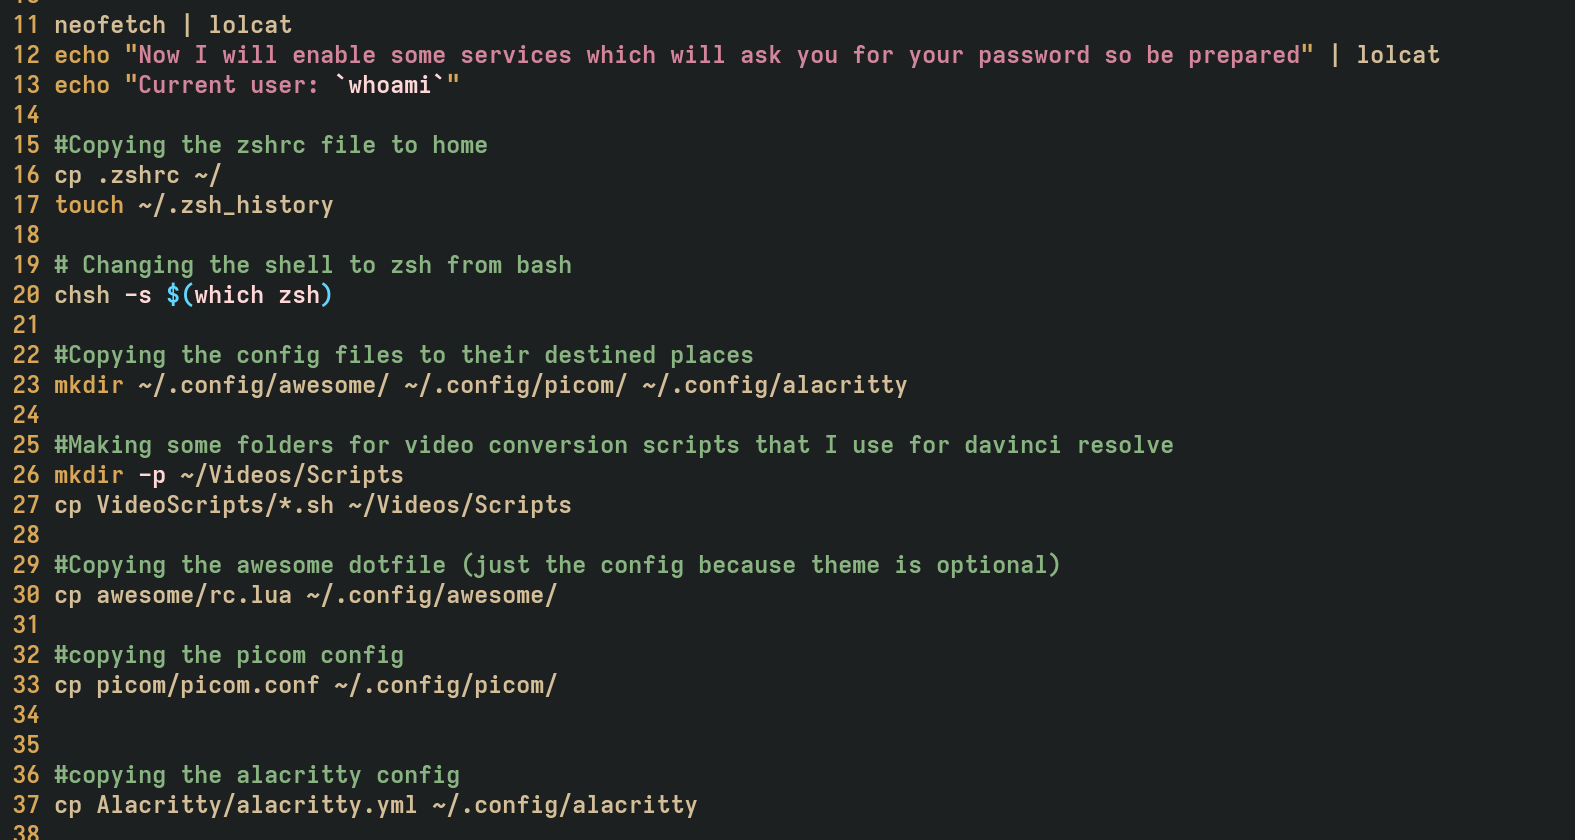 11 neofetch | lolcat
12 echo "Now I will enable some services which will ask you for your password so be prepared" | lolcat
13 echo "Current user: `whoami`"
14
15 #Copying the zshrc file to home
16 cp .zshrc ~/
17 touch ~/.zsh_history
18
19 # Changing the shell to zsh from bash
20 chsh -s $(which zsh)
21
22 #Copying the config files to their destined places
23 mkdir ~/.config/awesome/ ~/.config/picom/ ~/.config/alacritty
24
25 #Making some folders for video conversion scripts that I use for davinci resolve
26 mkdir -p ~/Videos/Scripts
27 cp VideoScripts/*.sh ~/Videos/Scripts
28
29 #Copying the awesome dotfile (just the config because theme is optional)
30 cp awesome/rc.lua ~/.config/awesome/
31
32 #copying the picom config
33 cp picom/picom.conf ~/.config/picom/
34
35
36 #copying the alacritty config
37 cp Alacritty/alacritty.yml ~/.config/alacritty
38